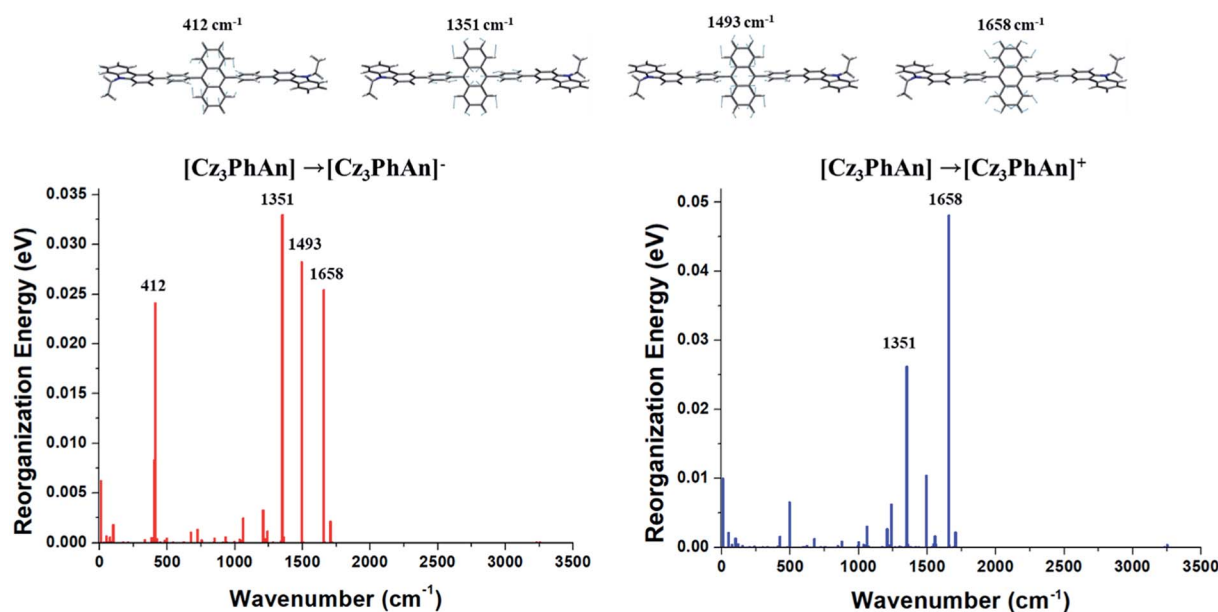 412 cm⁻¹ 1351 cm⁻¹ 1493 cm⁻¹ 1658 cm⁻¹
[Cz₃PhAn] →[Cz₃PhAn]⁻
0.035
0.030
0.025
0.020
0.015
0.010
0.005
0.000
Reorganization Energy (eV)
412
1351
1493
1658
0 500 1000 1500 2000 2500 3000 3500
Wavenumber (cm⁻¹)
[Cz₃PhAn] →[Cz₃PhAn]⁺
0.05
0.04
0.03
0.02
0.01
0.00
Reorganization Energy (eV)
1351
1658
0 500 1000 1500 2000 2500 3000 3500
Wavenumber (cm⁻¹)